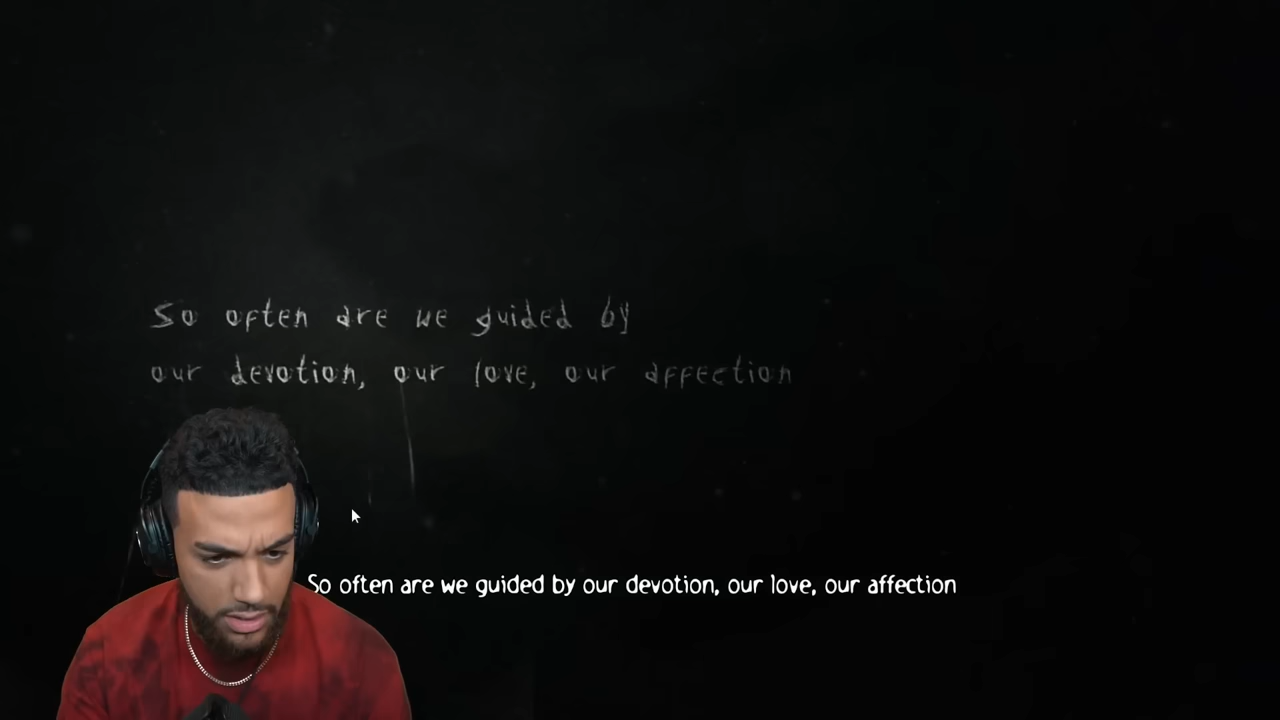 So often are we guided by
our devotion, our love, our affection
So often are we guided by our devotion, our love, our affection